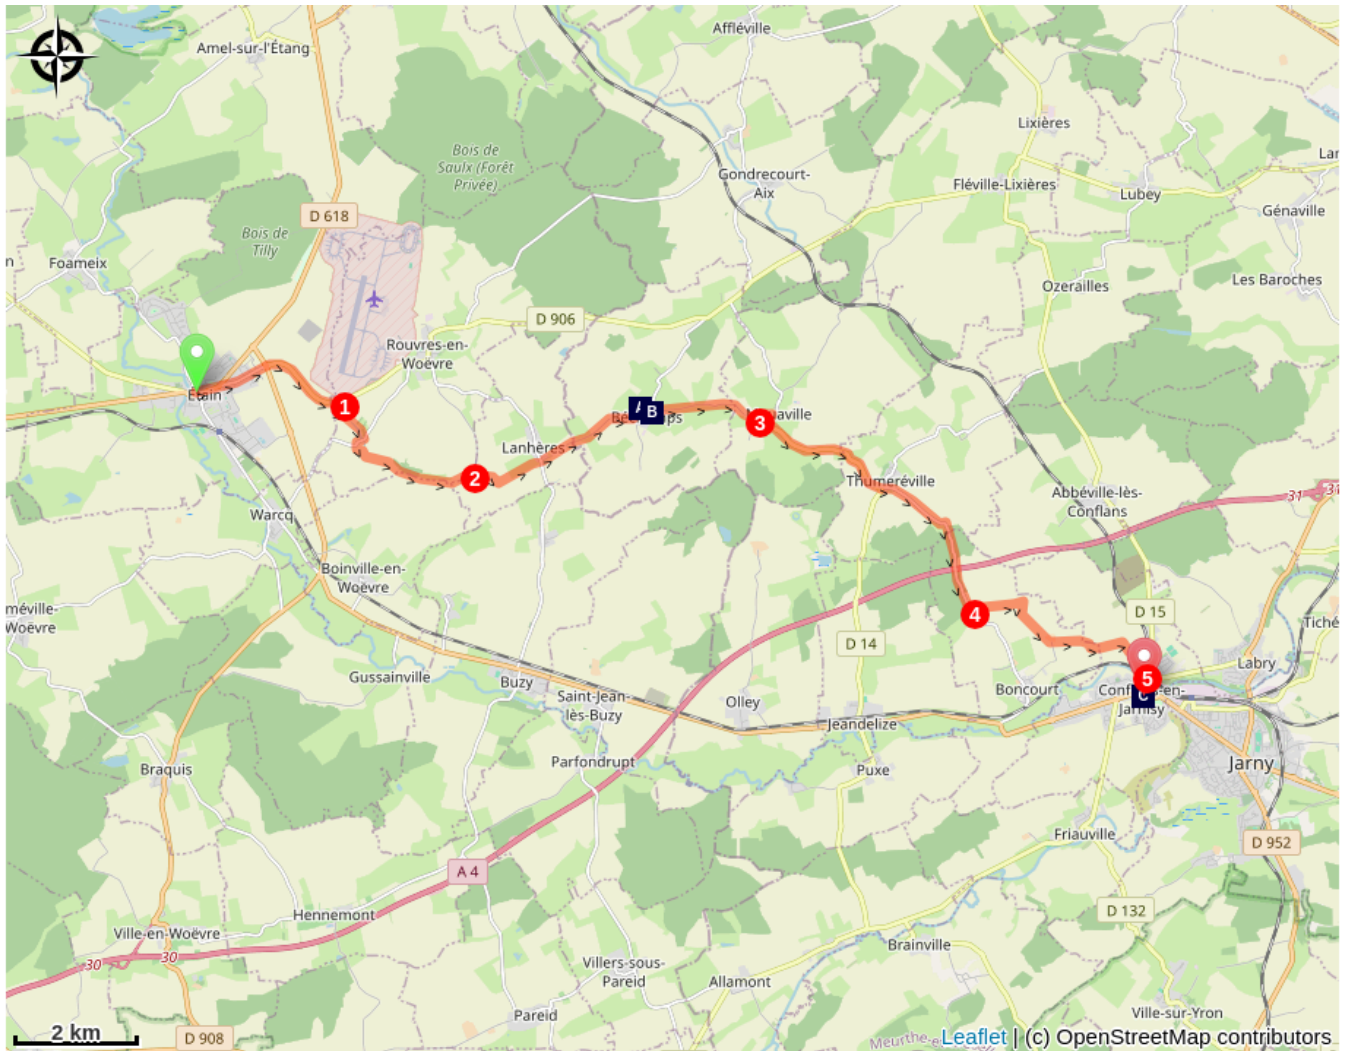 Affléville
Amel-sur-l'Étang
Lixières
Bois de
Saulx (Forêt
Privée)
Gondrecourt-
Aix
Fléville-Lixières
Lubey
Génaville
D 618
Bois de
Tilly
Foameix
Les Baroches
Ozerailles
D 906
Rouvres-en-
Woëvre
Étain
1
A
B
3
Lanhères
2
Thumeréville
Abbéville-lès-
Conflans
31
31
Warcq
Boinville-en-
Woëvre
méville-
Woëvre
4
D 15
Tiché
D 14
Labry
Gussainville
Buzy
Saint-Jean-
lès-Buzy
Olley
Boncourt
5
C
Jarnisy
Jeandelize
Parfondrupt
Braquis
Puxe
Jarny
Friauville
D 952
A 4
Hennemont
D 132
Ville-en-Woëvre
30
30
Brainville
Villers-sous-
Pareid
Allamont
Pareid
Ville-sur-Yron
2 km
D 908
Leaflet | (c) OpenStreetMap contributors